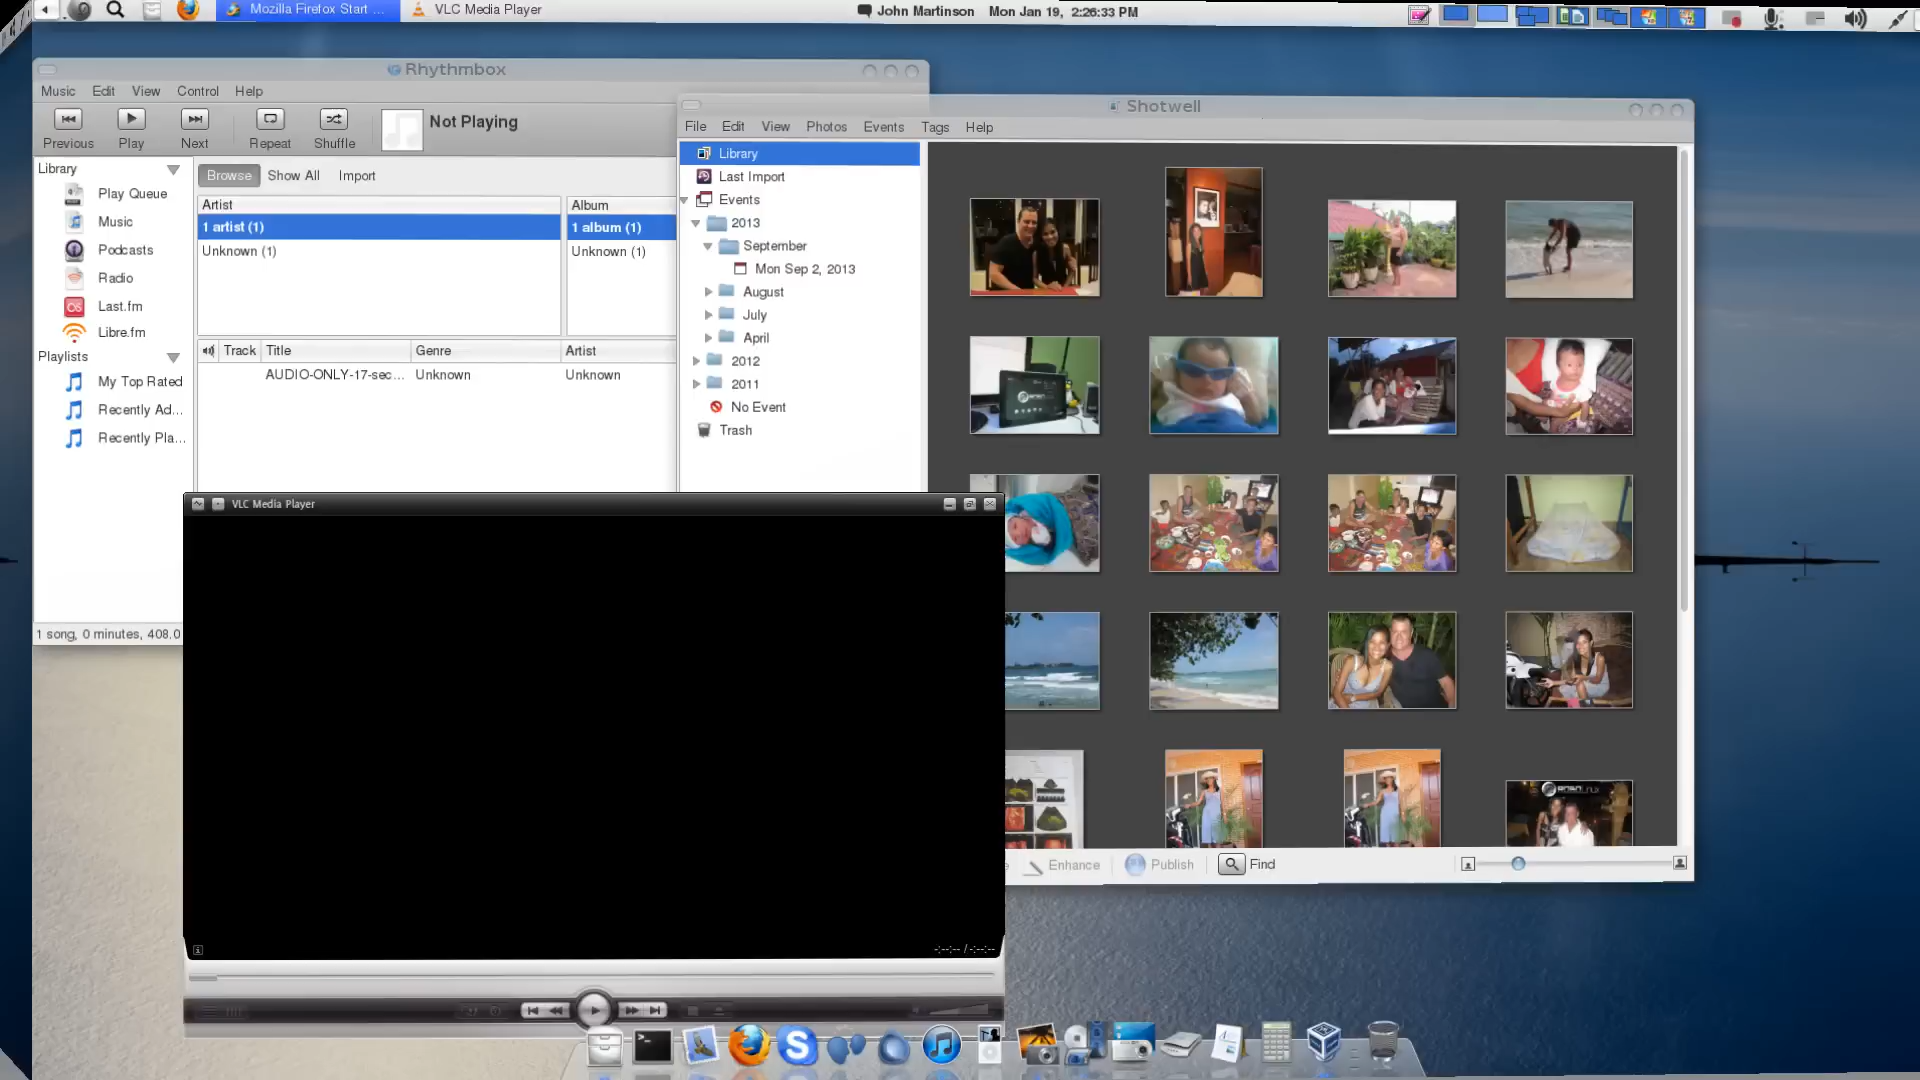 Mozilla Firefox Start ...
VLC Media Player
John Martinson Mon Jan 19, 2:26:33 PM
Rhythmbox
Music Edit View Control Help
Previous Play Next Repeat Shuffle
Not Playing
Library
Play Queue
Music
Podcasts
Radio
Last.fm
Libre.fm
Playlists
My Top Rated
Recently Ad...
Recently Pla...
Browse Show All Import
Artist Album
1 artist (1) 1 album (1)
Unknown (1) Unknown (1)
Track Title Genre Artist
AUDIO-ONLY-17-sec... Unknown Unknown
1 song, 0 minutes, 408.0
Shotwell
File Edit View Photos Events Tags Help
Library
Last Import
Events
2013
September
Mon Sep 2, 2013
August
July
April
2012
2011
No Event
Trash
Enhance Publish Find
VLC Media Player
-:--:-- / -:--:--